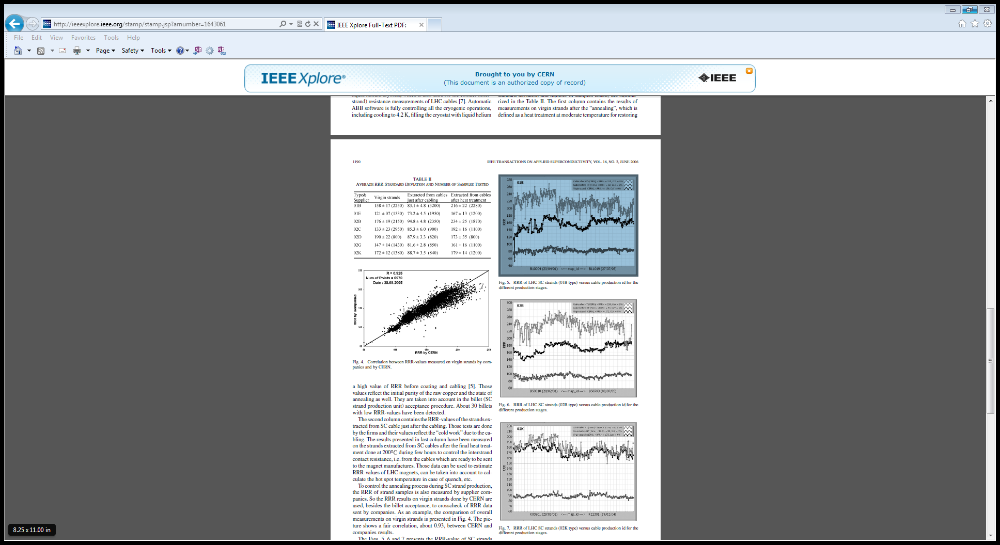 http://ieeexplore.ieee.org/stamp/stamp.jsp?arnumber=1643061
IEEE Xplore Full-Text PDF:
File Edit View Favorites Tools Help
Page Safety Tools
IEEE Xplore®
Brought to you by CERN
(This document is an authorized copy of record)
IEEE
strand) resistance measurements of LHC cables [7]. Automatic
ABB software is fully controlling all the cryogenic operations,
including cooling to 4.2 K, filling the cryostat with liquid helium
rized in the Table II. The first column contains the results of
measurements on virgin strands after the “annealing”, which is
defined as a heat treatment at moderate temperature for restoring
1190
IEEE TRANSACTIONS ON APPLIED SUPERCONDUCTIVITY, VOL. 16, NO. 2, JUNE 2006
TABLE II
AVERAGE RRR STANDARD DEVIATION AND NUMBER OF SAMPLES TESTED
Type& Supplier Virgin strands Extracted from cables just after cabling Extracted from cables after heat treatment
01B 158 ± 17 (2250) 83.1 ± 4.8 (3200) 216 ± 22 (2280)
01E 121 ± 07 (1530) 73.2 ± 4.5 (1950) 167 ± 13 (1200)
02B 176 ± 19 (2150) 94.8 ± 4.8 (2350) 234 ± 25 (1870)
02C 133 ± 23 (2950) 85.3 ± 6.0 (900) 192 ± 16 (1100)
02D 190 ± 22 (800) 87.9 ± 3.3 (820) 173 ± 35 (800)
02G 147 ± 14 (1430) 81.6 ± 2.8 (850) 161 ± 16 (1100)
02K 172 ± 12 (1380) 88.7 ± 3.5 (840) 179 ± 14 (1200)
R = 0.925
Num of Points = 6970
Date : 28.08.2005
RRR by Companies
250
200
150
100
50
50 100 150 200 250
RRR by CERN
Fig. 4. Correlation between RRR-values measured on virgin strands by com-
panies and by CERN.
a high value of RRR before coating and cabling [5]. Those
values reflect the initial purity of the raw copper and the state of
annealing as well. They are taken into account in the billet (SC
strand production unit) acceptance procedure. About 30 billets
with low RRR-values have been detected.
The second column contains the RRR-values of the strands ex-
tracted from SC cable just after the cabling. Those tests are done
by the firms and their values reflect the “cold work” due to the ca-
bling. The results presented in last column have been measured
on the strands extracted from SC cables after the final heat treat-
ment done at 200°C during few hours to control the interstrand
contact resistance, i.e. from the cables which are ready to be sent
to the magnet manufactures. Those data can be used to estimate
RRR-values of LHC magnets, can be taken into account to cal-
culate the hot spot temperature in case of quench, etc.
To control the annealing process during SC strand production,
the RRR of strand samples is also measured by supplier com-
panies. So the RRR results on virgin strands done by CERN are
used, besides the billet acceptance, to crosscheck of RRR data
sent by companies. As an example, the comparison of overall
measurements on virgin strands is presented in Fig. 4. The pic-
ture shows a fair correlation, about 0.93, between CERN and
companies results.
The Figs. 5, 6 and 7 presents the RRR-value of SC strands
01B
RRR
280
260
240
220
200
180
160
140
120
100
80
60
40
B10004 (23/04/01) <--- map_id ---> B11019 (27/07/05)
Fig. 5. RRR of LHC SC strands (01B type) versus cable production id for the
different production stages.
02B
RRR
300
280
260
240
220
200
180
160
140
120
100
80
60
B50010 (28/02/01) <--- map_id ---> B50793 (08/07/05)
Fig. 6. RRR of LHC SC strands (02B type) versus cable production id for the
different production stages.
02K
RRR
220
210
200
190
180
170
160
150
140
130
120
110
100
90
80
70
60
K00901 (29/03/01) <--- map_id ---> K21301 (19/02/04)
Fig. 7. RRR of LHC SC strands (02K type) versus cable production id for the
different production stages.
8.25 x 11.00 in